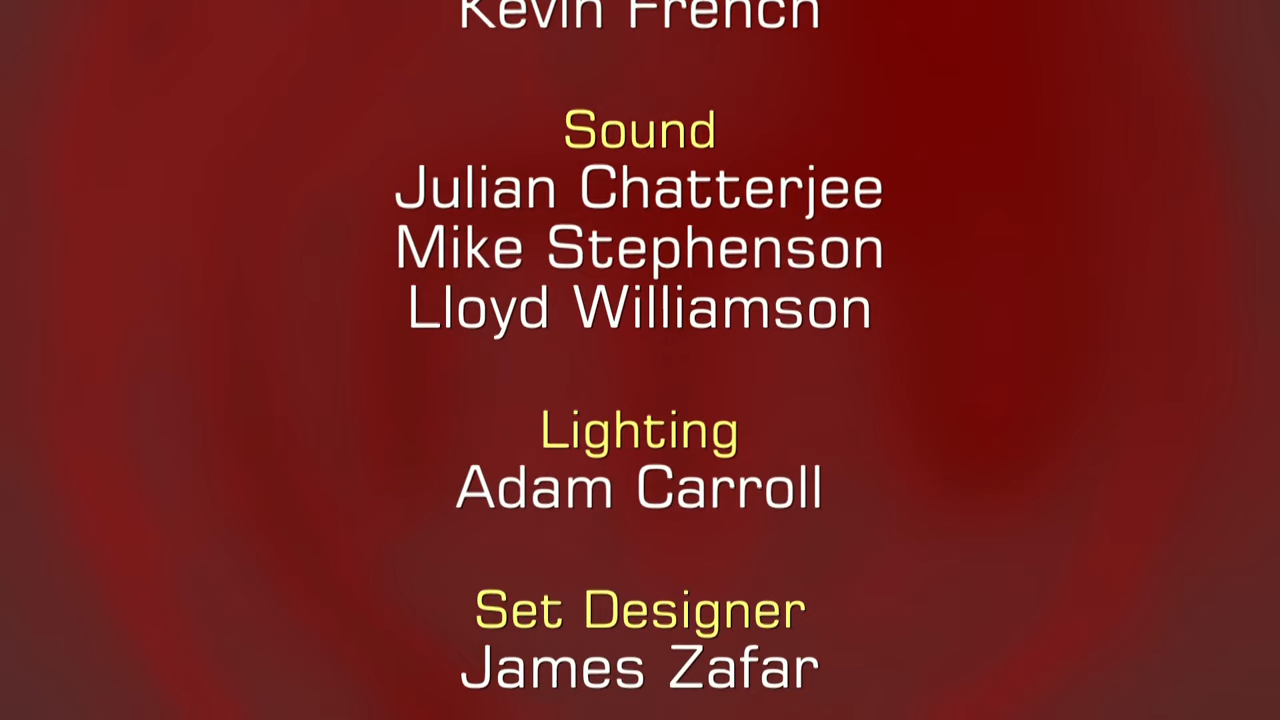 Kevin French
Sound
Julian Chatterjee
Mike Stephenson
Lloyd Williamson
Lighting
Adam Carroll
Set Designer
James Zafar